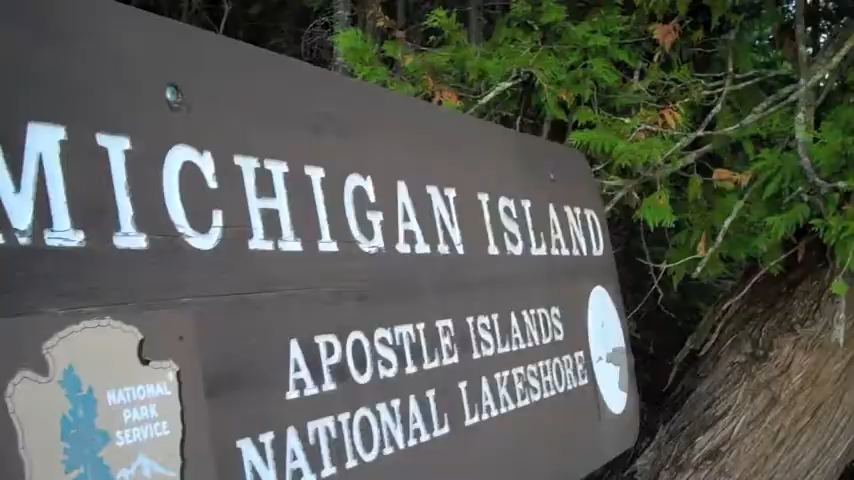 MICHIGAN ISLAND
APOSTLE ISLANDS
NATIONAL LAKESHORE
NATIONAL
PARK
SERVICE